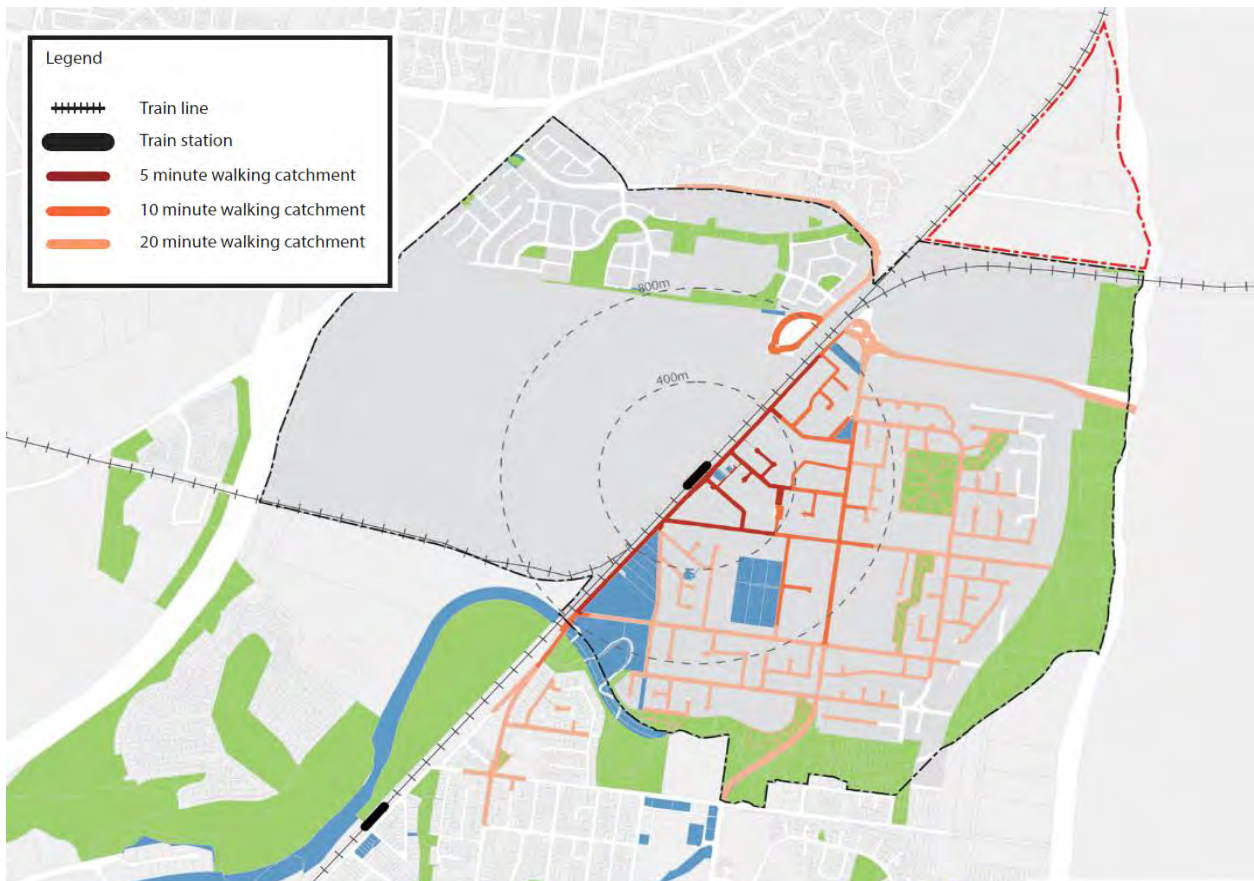 Legend
Train line
Train station
5 minute walking catchment
10 minute walking catchment
20 minute walking catchment
800m
400m